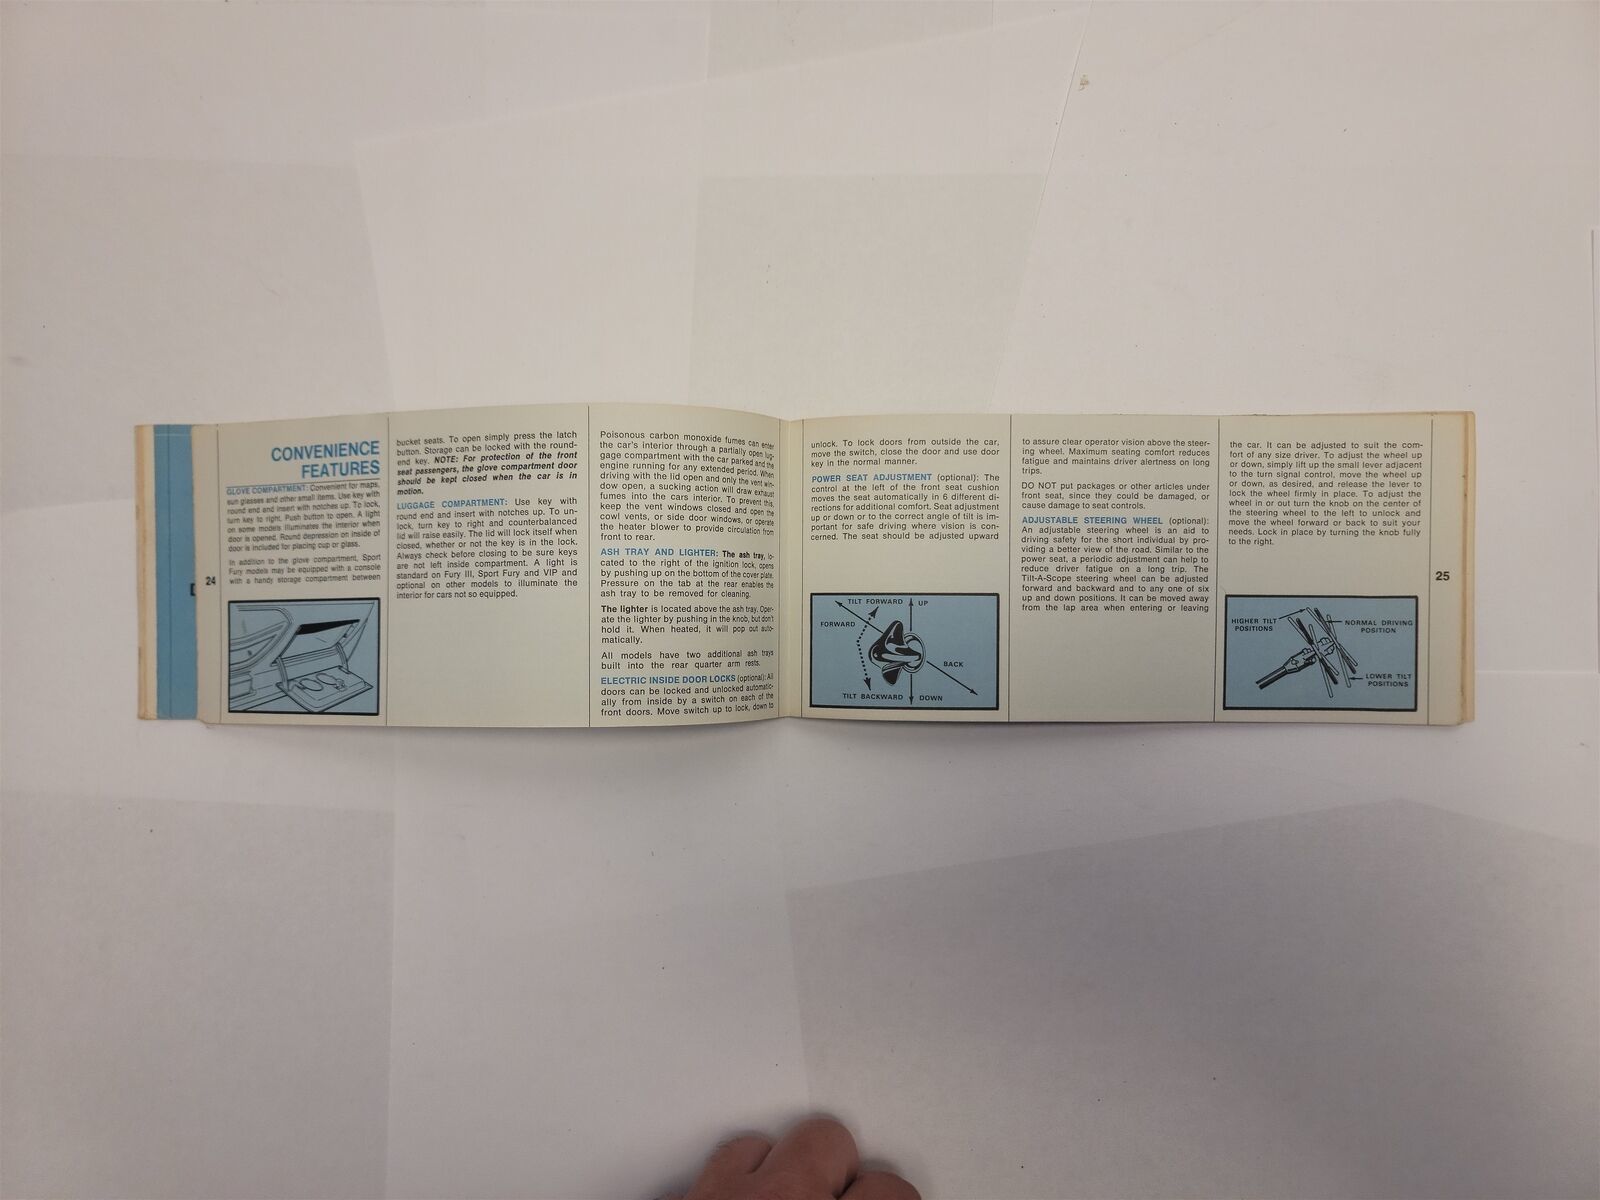 CONVENIENCE
FEATURES
GLOVE COMPARTMENT: Convenient for maps,
sun glasses and other small items. Use key with
round end and insert with notches up. To lock,
turn key to right. Push button to open. A light
on some models illuminates the interior when
door is opened. Round depression on inside of
door is included for placing cup or glass.
In addition to the glove compartment, Sport
Fury models may be equipped with a console
with a handy storage compartment between
24
bucket seats. To open simply press the latch
button. Storage can be locked with the round-
end key. NOTE: For protection of the front
seat passengers, the glove compartment door
should be kept closed when the car is in
motion.
LUGGAGE COMPARTMENT: Use key with
round end and insert with notches up. To un-
lock, turn key to right and counterbalanced
lid will raise easily. The lid will lock itself when
closed, whether or not the key is in the lock.
Always check before closing to be sure keys
are not left inside compartment. A light is
standard on Fury III, Sport Fury and VIP and
optional on other models to illuminate the
interior for cars not so equipped.
Poisonous carbon monoxide fumes can enter
the car's interior through a partially open lug-
gage compartment with the car parked and the
engine running for any extended period. When
driving with the lid open and only the vent win-
dow open, a sucking action will draw exhaust
fumes into the cars interior. To prevent this,
keep the vent windows closed and open the
cowl vents, or side door windows, or operate
the heater blower to provide circulation from
front to rear.
ASH TRAY AND LIGHTER: The ash tray, lo-
cated to the right of the ignition lock, opens
by pushing up on the bottom of the cover plate.
Pressure on the tab at the rear enables the
ash tray to be removed for cleaning.
The lighter is located above the ash tray. Oper-
ate the lighter by pushing in the knob, but don't
hold it. When heated, it will pop out auto-
matically.
All models have two additional ash trays
built into the rear quarter arm rests.
ELECTRIC INSIDE DOOR LOCKS (optional): All
doors can be locked and unlocked automatic-
ally from inside by a switch on each of the
front doors. Move switch up to lock, down to
unlock. To lock doors from outside the car,
move the switch, close the door and use door
key in the normal manner.
POWER SEAT ADJUSTMENT (optional): The
control at the left of the front seat cushion
moves the seat automatically in 6 different di-
rections for additional comfort. Seat adjustment
up or down or to the correct angle of tilt is im-
portant for safe driving where vision is con-
cerned. The seat should be adjusted upward
TILT FORWARD
UP
FORWARD
BACK
TILT BACKWARD
DOWN
to assure clear operator vision above the steer-
ing wheel. Maximum seating comfort reduces
fatigue and maintains driver alertness on long
trips.
DO NOT put packages or other articles under
front seat, since they could be damaged, or
cause damage to seat controls.
ADJUSTABLE STEERING WHEEL (optional):
An adjustable steering wheel is an aid to
driving safety for the short individual by pro-
viding a better view of the road. Similar to the
power seat, a periodic adjustment can help to
reduce driver fatigue on a long trip. The
Tilt-A-Scope steering wheel can be adjusted
forward and backward and to any one of six
up and down positions. It can be moved away
from the lap area when entering or leaving
the car. It can be adjusted to suit the com-
fort of any size driver. To adjust the wheel up
or down, simply lift up the small lever adjacent
to the turn signal control, move the wheel up
or down, as desired, and release the lever to
lock the wheel firmly in place. To adjust the
wheel in or out turn the knob on the center of
the steering wheel to the left to unlock and
move the wheel forward or back to suit your
needs. Lock in place by turning the knob fully
to the right.
HIGHER TILT
POSITIONS
NORMAL DRIVING
POSITION
LOWER TILT
POSITIONS
25